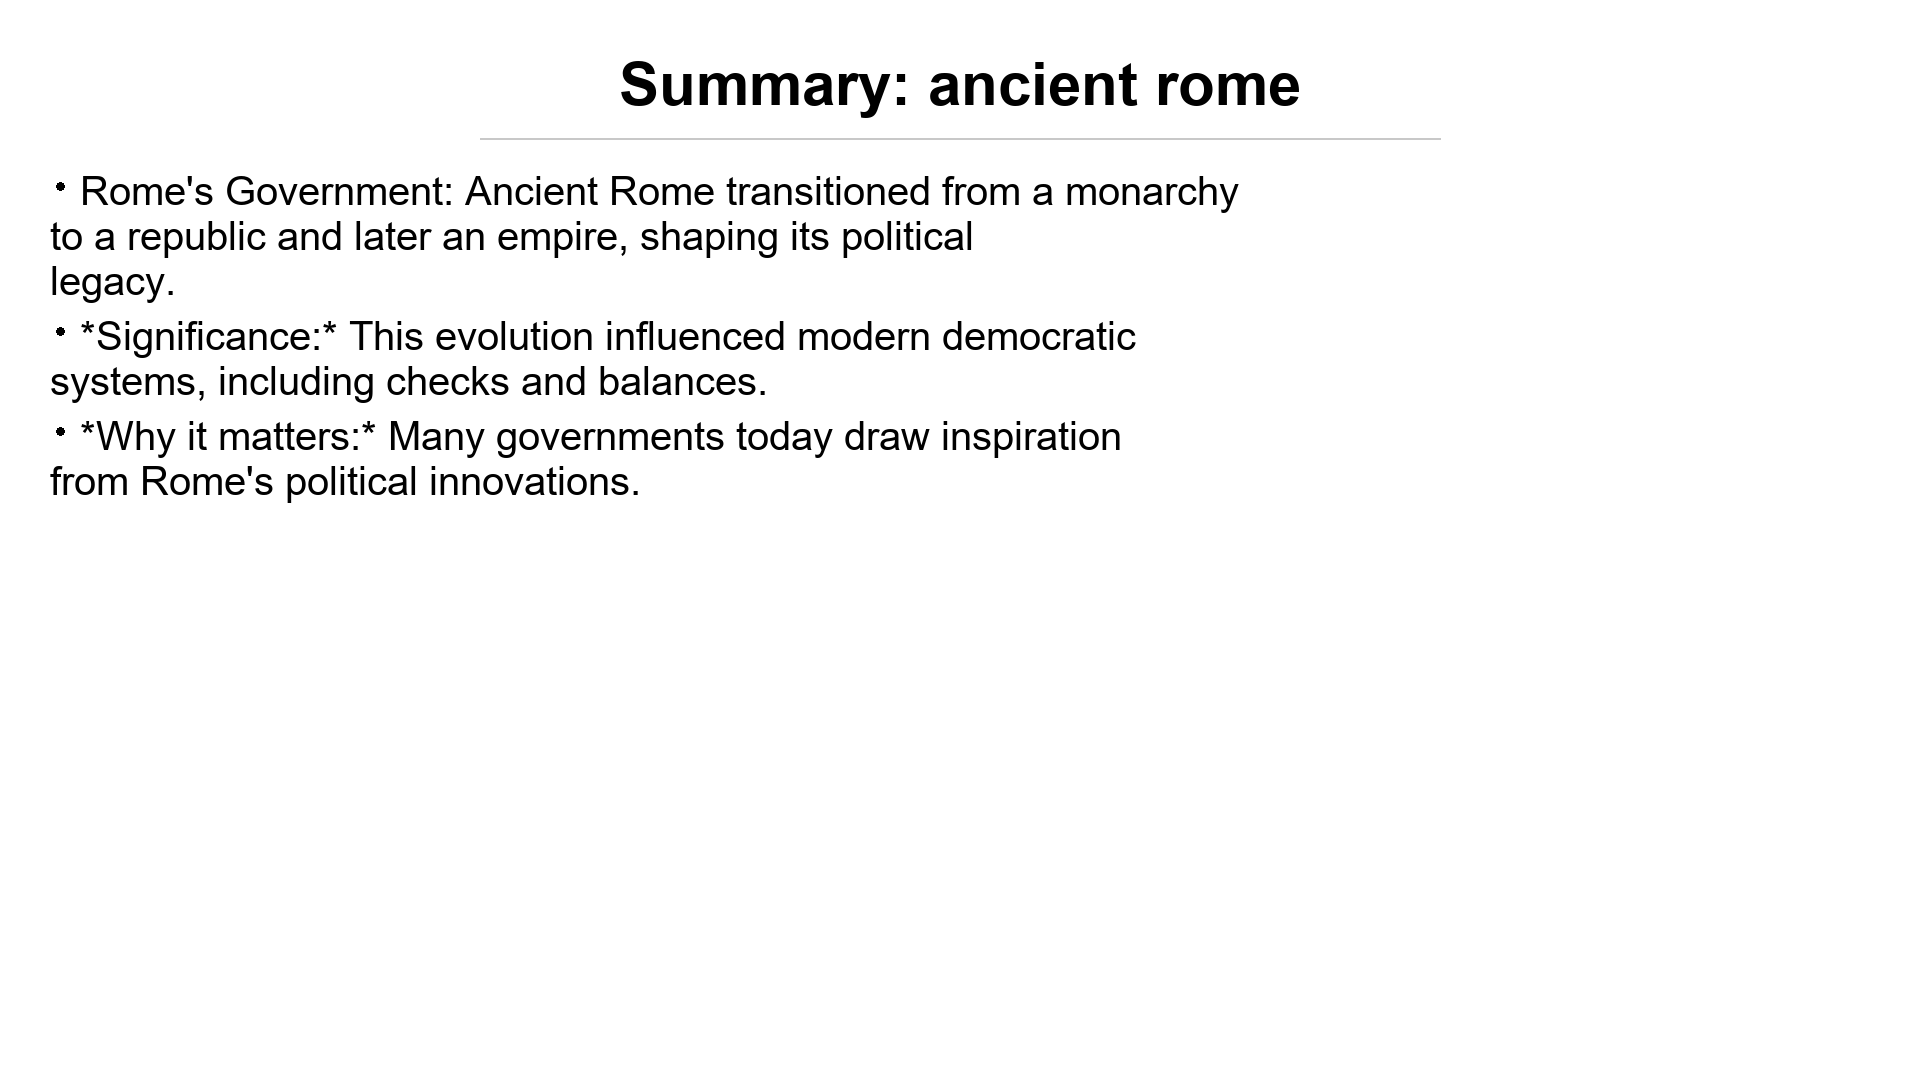 Summary: ancient rome
• Rome's Government: Ancient Rome transitioned from a monarchy
to a republic and later an empire, shaping its political
legacy.
• *Significance:* This evolution influenced modern democratic
systems, including checks and balances.
• *Why it matters:* Many governments today draw inspiration
from Rome's political innovations.